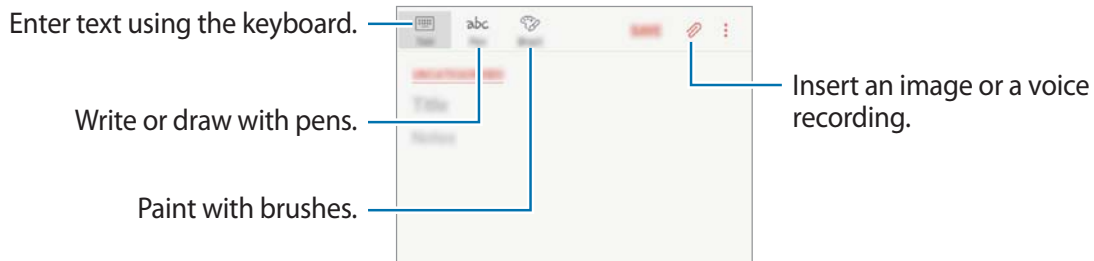 Enter text using the keyboard.
abc
Insert an image or a voice
recording.
Write or draw with pens.
Paint with brushes.